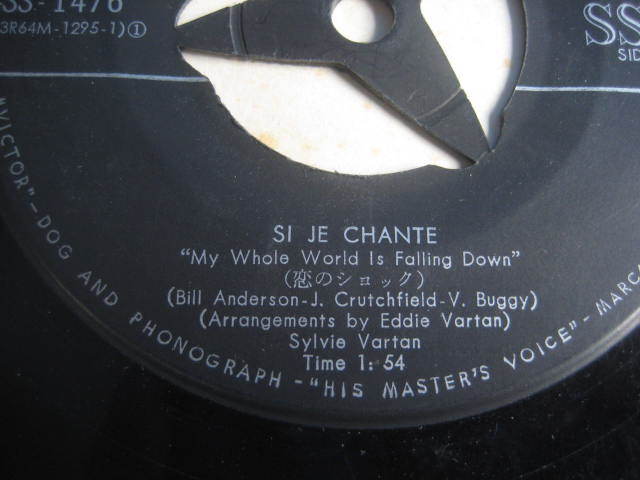 SS-1476
3R64M-1295-1)①
SS
SID
SI JE CHANTE
"My Whole World Is Falling Down"
(恋のショック)
(Bill Anderson-J. Crutchfield-V. Buggy)
(Arrangements by Eddie Vartan)
Sylvie Vartan
Time 1:54
"VICTOR"-DOG AND PHONOGRAPH-"HIS MASTER'S VOICE"-MARCA